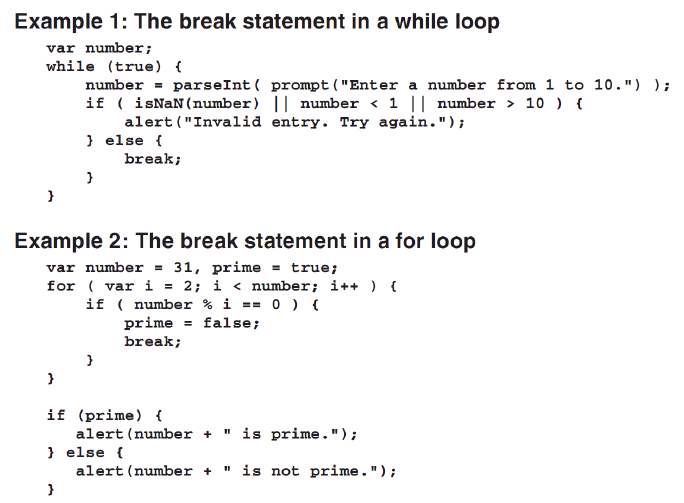 Example 1: The break statement in a while loop
var number;
while (true) {
    number = parseInt( prompt("Enter a number from 1 to 10.") );
    if ( isNaN(number) || number < 1 || number > 10 ) {
        alert("Invalid entry. Try again.");
    } else {
        break;
    }
}
Example 2: The break statement in a for loop
var number = 31, prime = true;
for ( var i = 2; i < number; i++ ) {
    if ( number % i == 0 ) {
        prime = false;
        break;
    }
}
if (prime) {
   alert(number + " is prime.");
} else {
   alert(number + " is not prime.");
}